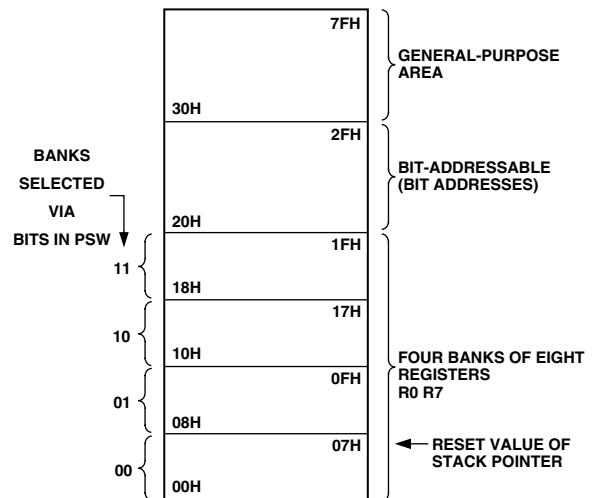 7FH
GENERAL-PURPOSE
AREA
30H
2FH
BANKS
SELECTED
VIA
BITS IN PSW
BIT-ADDRESSABLE
(BIT ADDRESSES)
20H
1FH
11
18H
17H
10
10H
FOUR BANKS OF EIGHT
REGISTERS
R0 R7
0FH
01
08H
07H
RESET VALUE OF
STACK POINTER
00
00H